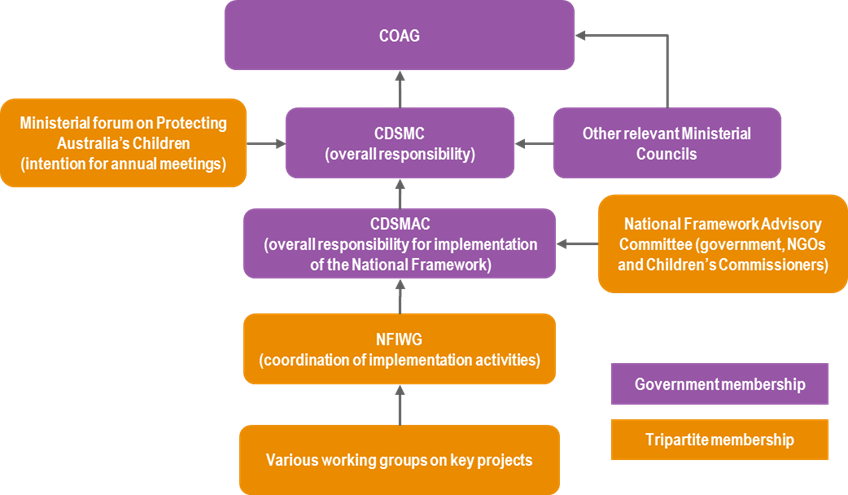 COAG
Ministerial forum on Protecting
Australia's Children
(intention for annual meetings)
CDSMC
(overall responsibility)
Other relevant Ministerial
Councils
CDSMAC
(overall responsibility for implementation
of the National Framework)
National Framework Advisory
Committee (government, NGOs
and Children's Commissioners)
NFIWG
(coordination of implementation activities)
Government membership
Tripartite membership
Various working groups on key projects